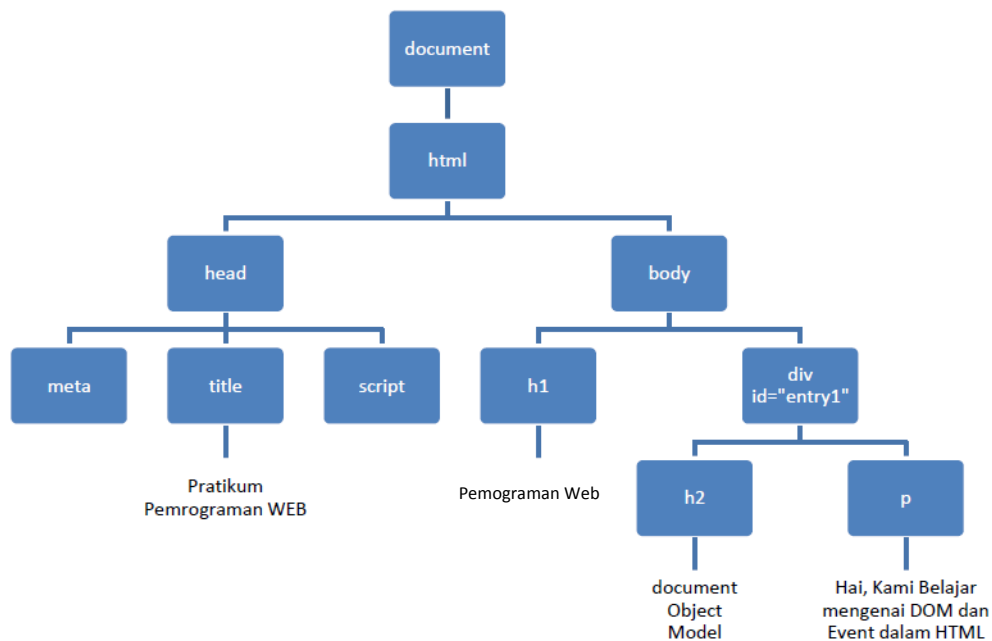 document
html
head
body
meta
title
script
h1
div
id="entry1"
Pratikum
Pemrograman WEB
Pemograman Web
h2
p
document
Object
Model
Hai, Kami Belajar
mengenai DOM dan
Event dalam HTML